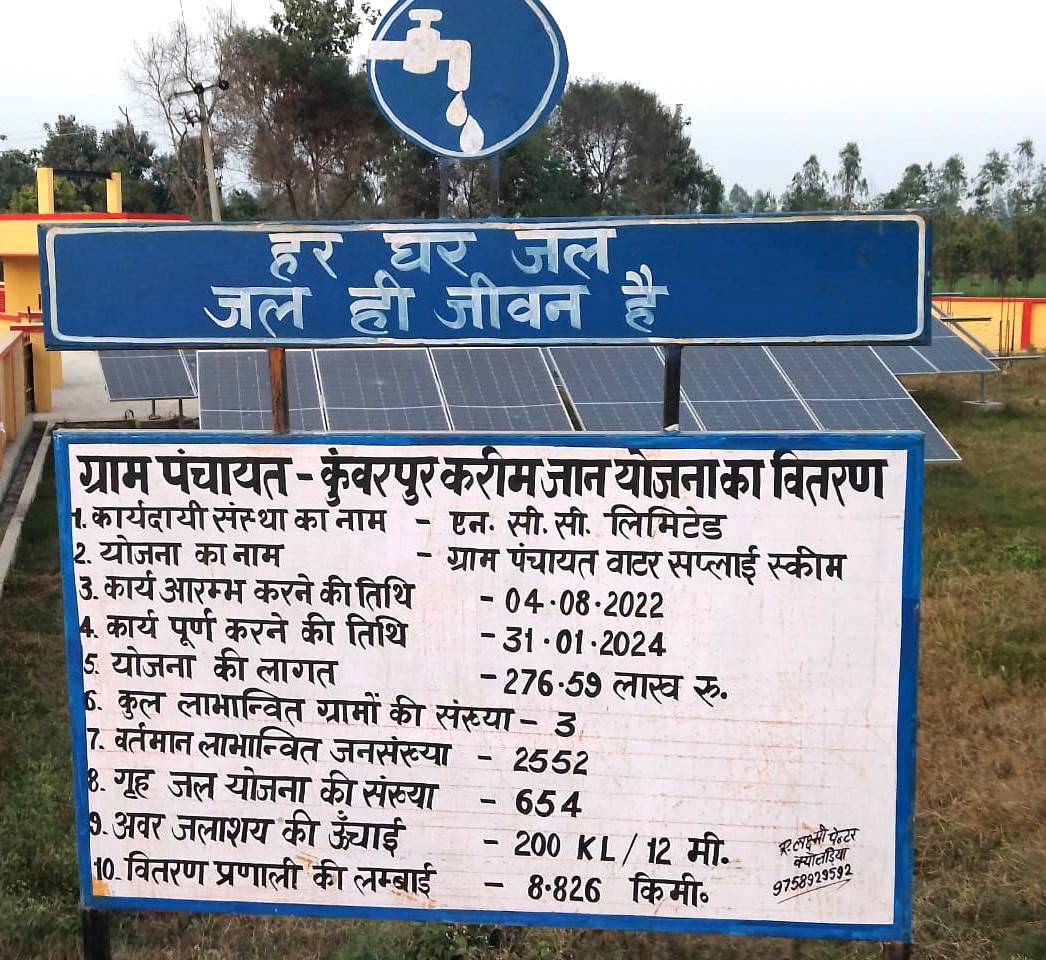 हर घर जल
जल ही जीवन है
ग्राम पंचायत - कुंवरपुर करीम जान योजना का वितरण
1. कार्यदायी संस्था का नाम - एन. सी. सी. लिमिटेड
2. योजना का नाम - ग्राम पंचायत वाटर सप्लाई स्कीम
3. कार्य आरम्भ करने की तिथि - 04.08.2022
4. कार्य पूर्ण करने की तिथि - 31.01.2024
5. योजना की लागत - 276.59 लाख रु.
6. कुल लाभान्वित ग्रामों की संख्या - 3
7. वर्तमान लाभान्वित जनसंख्या - 2552
8. गृह जल योजना की संख्या - 654
9. अवर जलाशय की ऊँचाई - 200 KL / 12 मी.
10. वितरण प्रणाली की लम्बाई - 8.826 किमी.
लक्ष्मी पेन्टर
9758929592